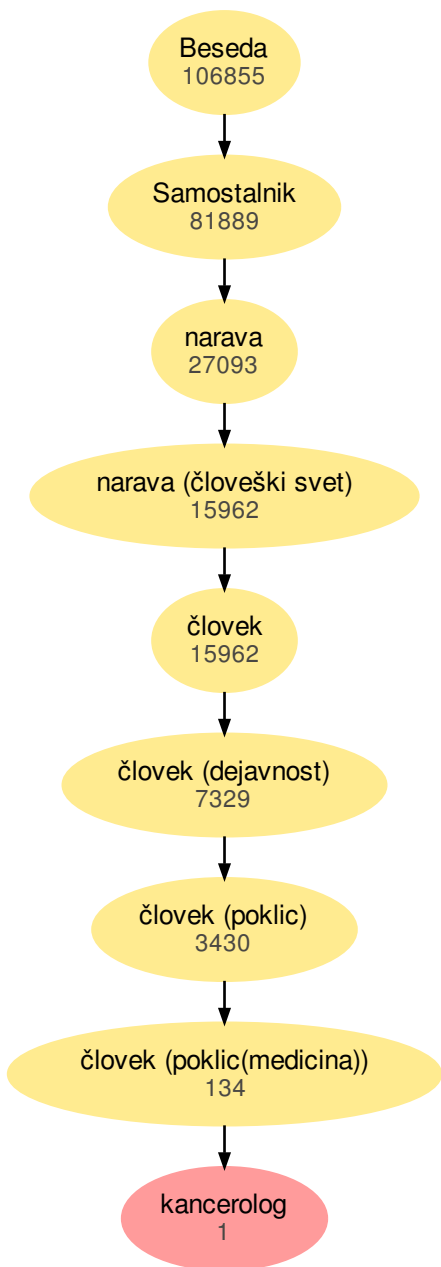 Beseda
106855
Samostalnik
81889
narava
27093
narava (človeški svet)
15962
človek
15962
človek (dejavnost)
7329
človek (poklic)
3430
človek (poklic(medicina))
134
kancerolog
1